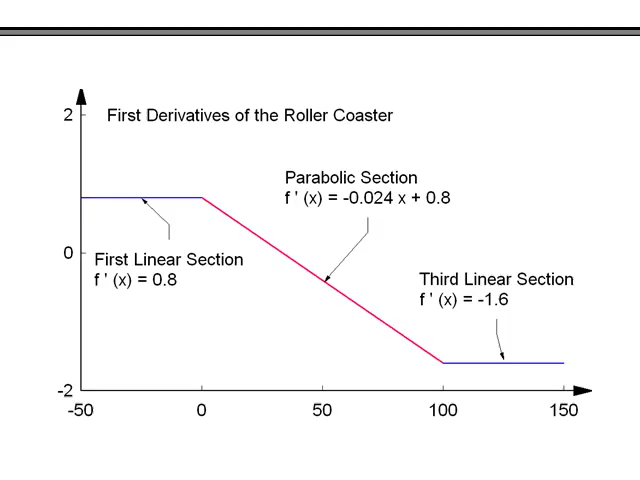 2
First Derivatives of the Roller Coaster
Parabolic Section
f ' (x) = -0.024 x + 0.8
0
First Linear Section
f ' (x) = 0.8
Third Linear Section
f ' (x) = -1.6
-2
-50 0 50 100 150